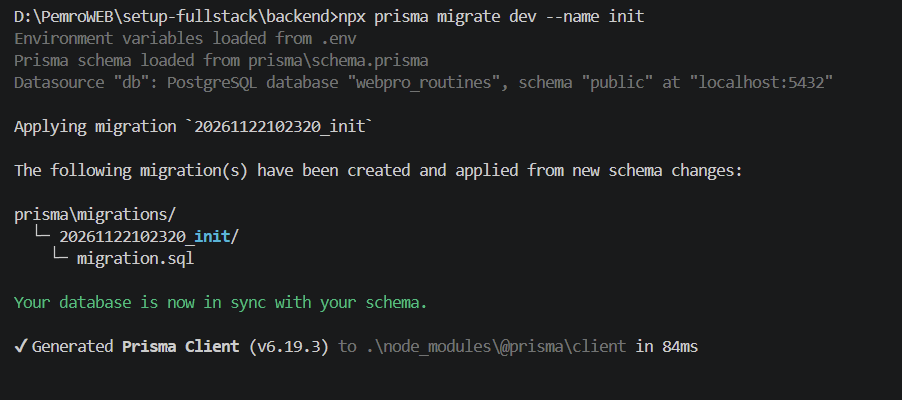 D:\PemroWEB\setup-fullstack\backend>npx prisma migrate dev --name init
Environment variables loaded from .env
Prisma schema loaded from prisma\schema.prisma
Datasource "db": PostgreSQL database "webpro_routines", schema "public" at "localhost:5432"
Applying migration `20261122102320_init`
The following migration(s) have been created and applied from new schema changes:
prisma\migrations/
└─ 20261122102320_init/
└─ migration.sql
Your database is now in sync with your schema.
✓ Generated Prisma Client (v6.19.3) to .\node_modules\@prisma\client in 84ms